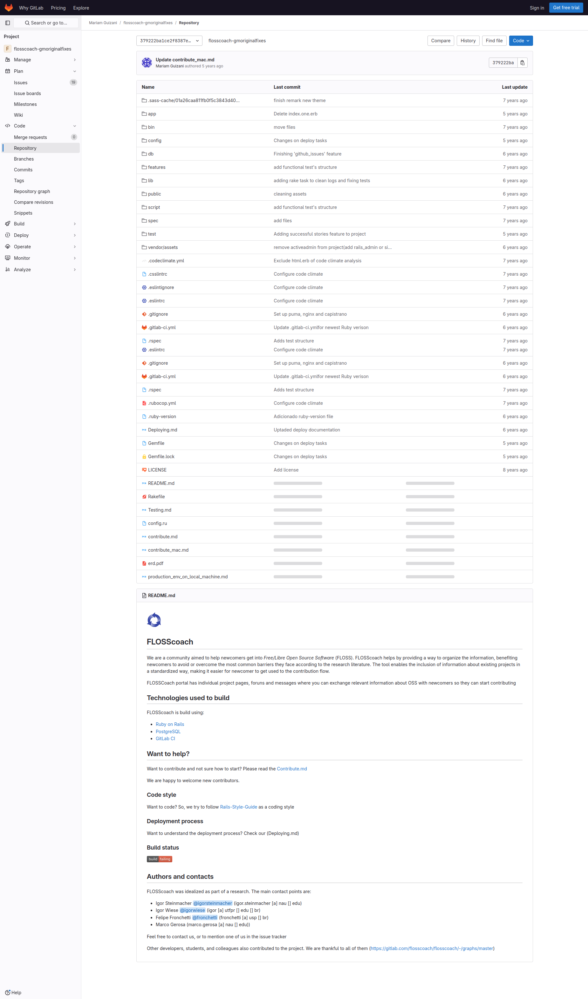 Why GitLab Pricing Explore Sign in Get free trial
Search or go to...
Mariam Guizani / flosscoach-gmoriginalfixes / Repository
Project
F flosscoach-gmoriginalfixes
Manage
Plan
Issues 19
Issue boards
Milestones
Wiki
Code
Merge requests 0
Repository
Branches
Commits
Tags
Repository graph
Compare revisions
Snippets
Build
Deploy
Operate
Monitor
Analyze
379222ba1ce2f8387e… flosscoach-gmoriginalfixes Compare History Find file Code
Update contribute_mac.md
Mariam Guizani authored 5 years ago
379222ba
Name Last commit Last update
.sass-cache/01a26caa811fb0f5c3843d40… finish remark new theme 7 years ago
app Delete index.one.erb 5 years ago
bin move files 7 years ago
config Changes on deploy tasks 5 years ago
db Finishing 'github_issues' feature 6 years ago
features add functional test's structure 7 years ago
lib adding rake task to clean logs and fixing tests 6 years ago
public cleaning assets 6 years ago
script add functional test's structure 7 years ago
spec add files 7 years ago
test Adding successful stories feature to project 5 years ago
vendor/assets remove activeadmin from project(add rails_admin or si… 6 years ago
.codeclimate.yml Exclude html.erb of code climate analysis 7 years ago
.csslintrc Configure code climate 7 years ago
.eslintignore Configure code climate 7 years ago
.eslintrc Configure code climate 7 years ago
.gitignore Set up puma, nginx and capistrano 6 years ago
.gitlab-ci.yml Update .gitlab-ci.ymlfor newest Ruby verison 6 years ago
.rspec Adds test structure 7 years ago
.eslintrc Configure code climate 7 years ago
.gitignore Set up puma, nginx and capistrano 6 years ago
.gitlab-ci.yml Update .gitlab-ci.ymlfor newest Ruby verison 6 years ago
.rspec Adds test structure 7 years ago
.rubocop.yml Configure code climate 7 years ago
.ruby-version Adicionado ruby-version file 6 years ago
Deploying.md Uptaded deploy documentation 6 years ago
Gemfile Changes on deploy tasks 5 years ago
Gemfile.lock Changes on deploy tasks 5 years ago
LICENSE Add license 8 years ago
README.md
Rakefile
Testing.md
config.ru
contribute.md
contribute_mac.md
erd.pdf
production_env_on_local_machine.md
README.md
FLOSScoach
We are a community aimed to help newcomers get into Free/Libre Open Source Software (FLOSS). FLOSScoach helps by providing a way to organize the information, benefiting
newcomers to avoid or overcome the most common barriers they face according to the research literature. The tool enables the inclusion of information about existing projects in
a standardized way, making it easier for newcomer to get used to the contribution flow.
FLOSSCoach portal has individual project pages, foruns and messages where you can exchange relevant information about OSS with newcomers so they can start contributing
Technologies used to build
FLOSScoach is build using:
Ruby on Rails
PostgreSQL
GitLab CI
Want to help?
Want to contribute and not sure how to start? Please read the Contribute.md
We are happy to welcome new contributors.
Code style
Want to code? So, we try to follow Rails-Style-Guide as a coding style
Deployment process
Want to understand the deployment process? Check our (Deploying.md)
Build status
build failing
Authors and contacts
FLOSScoach was idealized as part of a research. The main contact points are:
Igor Steinmacher @igorsteinmacher (igor.steinmacher [a] nau [] edu)
Igor Wiese @igorwiese (igor [a] utfpr [] edu [] br)
Felipe Fronchetti @fronchetti (fronchetti [a] usp [] br)
Marco Gerosa (marco.gerosa [a] nau [] edu))
Feel free to contact us, or to mention one of us in the issue tracker
Other developers, students, and colleagues also contributed to the project. We are thankful to all of them (https://gitlab.com/flosscoach/flosscoach/-/graphs/master)
Help